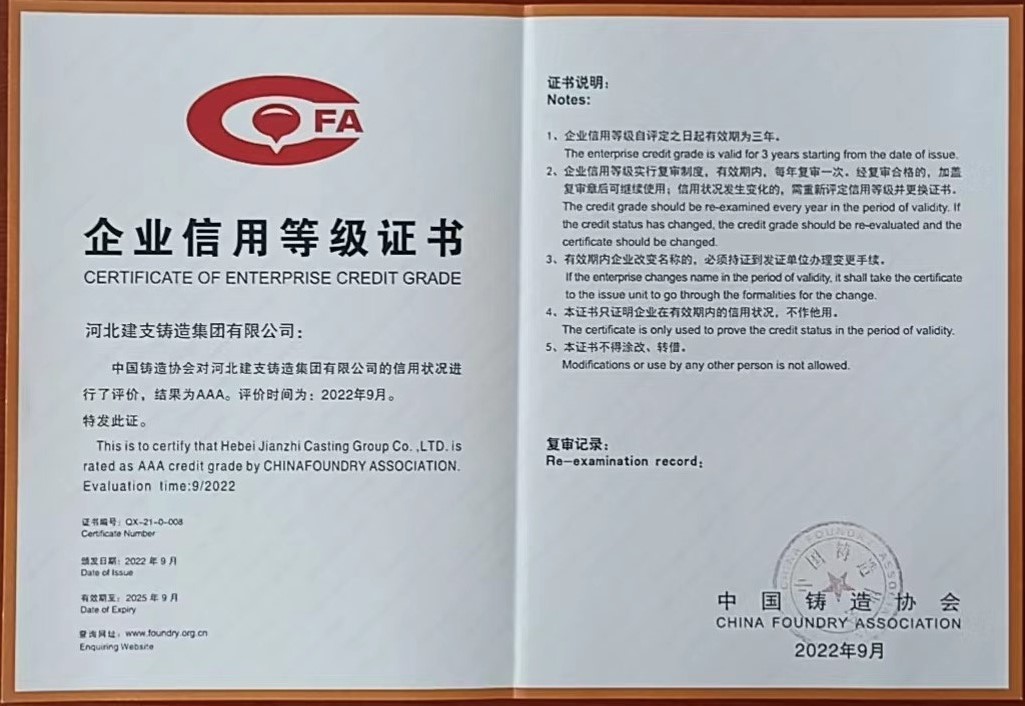 FA
企业信用等级证书
CERTIFICATE OF ENTERPRISE CREDIT GRADE
河北建支铸造集团有限公司：
中国铸造协会对河北建支铸造集团有限公司的信用状况进
行了评价，结果为AAA。评价时间为：2022年9月。
特发此证。
This is to certify that Hebei Jianzhi Casting Group Co. ,LTD. is
rated as AAA credit grade by CHINAFOUNDRY ASSOCIATION.
Evaluation time:9/2022
证书编号：QX-21-0-008
Certificate Number
颁发日期：2022 年 9 月
Date of Issue
有效期至：2025 年 9 月
Date of Expiry
查询网址：www.foundry.org.cn
Enquiring Website
证书说明：
Notes:
1、企业信用等级自评定之日起有效期为三年。
The enterprise credit grade is valid for 3 years starting from the date of issue.
2、企业信用等级实行复审制度，有效期内，每年复审一次。经复审合格的，加盖
复审章后可继续使用；信用状况发生变化的，需重新评定信用等级并更换证书。
The credit grade should be re-examined every year in the period of validity. If
the credit status has changed, the credit grade should be re-evaluated and the
certificate should be changed.
3、有效期内企业改变名称的，必须持证到发证单位办理变更手续。
If the enterprise changes name in the period of validity, it shall take the certificate
to the issue unit to go through the formalities for the change.
4、本证书只证明企业在有效期内的信用状况，不作他用。
The certificate is only used to prove the credit status in the period of validity.
5、本证书不得涂改、转借。
Modifications or use by any other person is not allowed.
复审记录：
Re-examination record:
CHINA FOUNDRY ASSO
国铸造
中国铸造协会
CHINA FOUNDRY ASSOCIATION
2022年9月